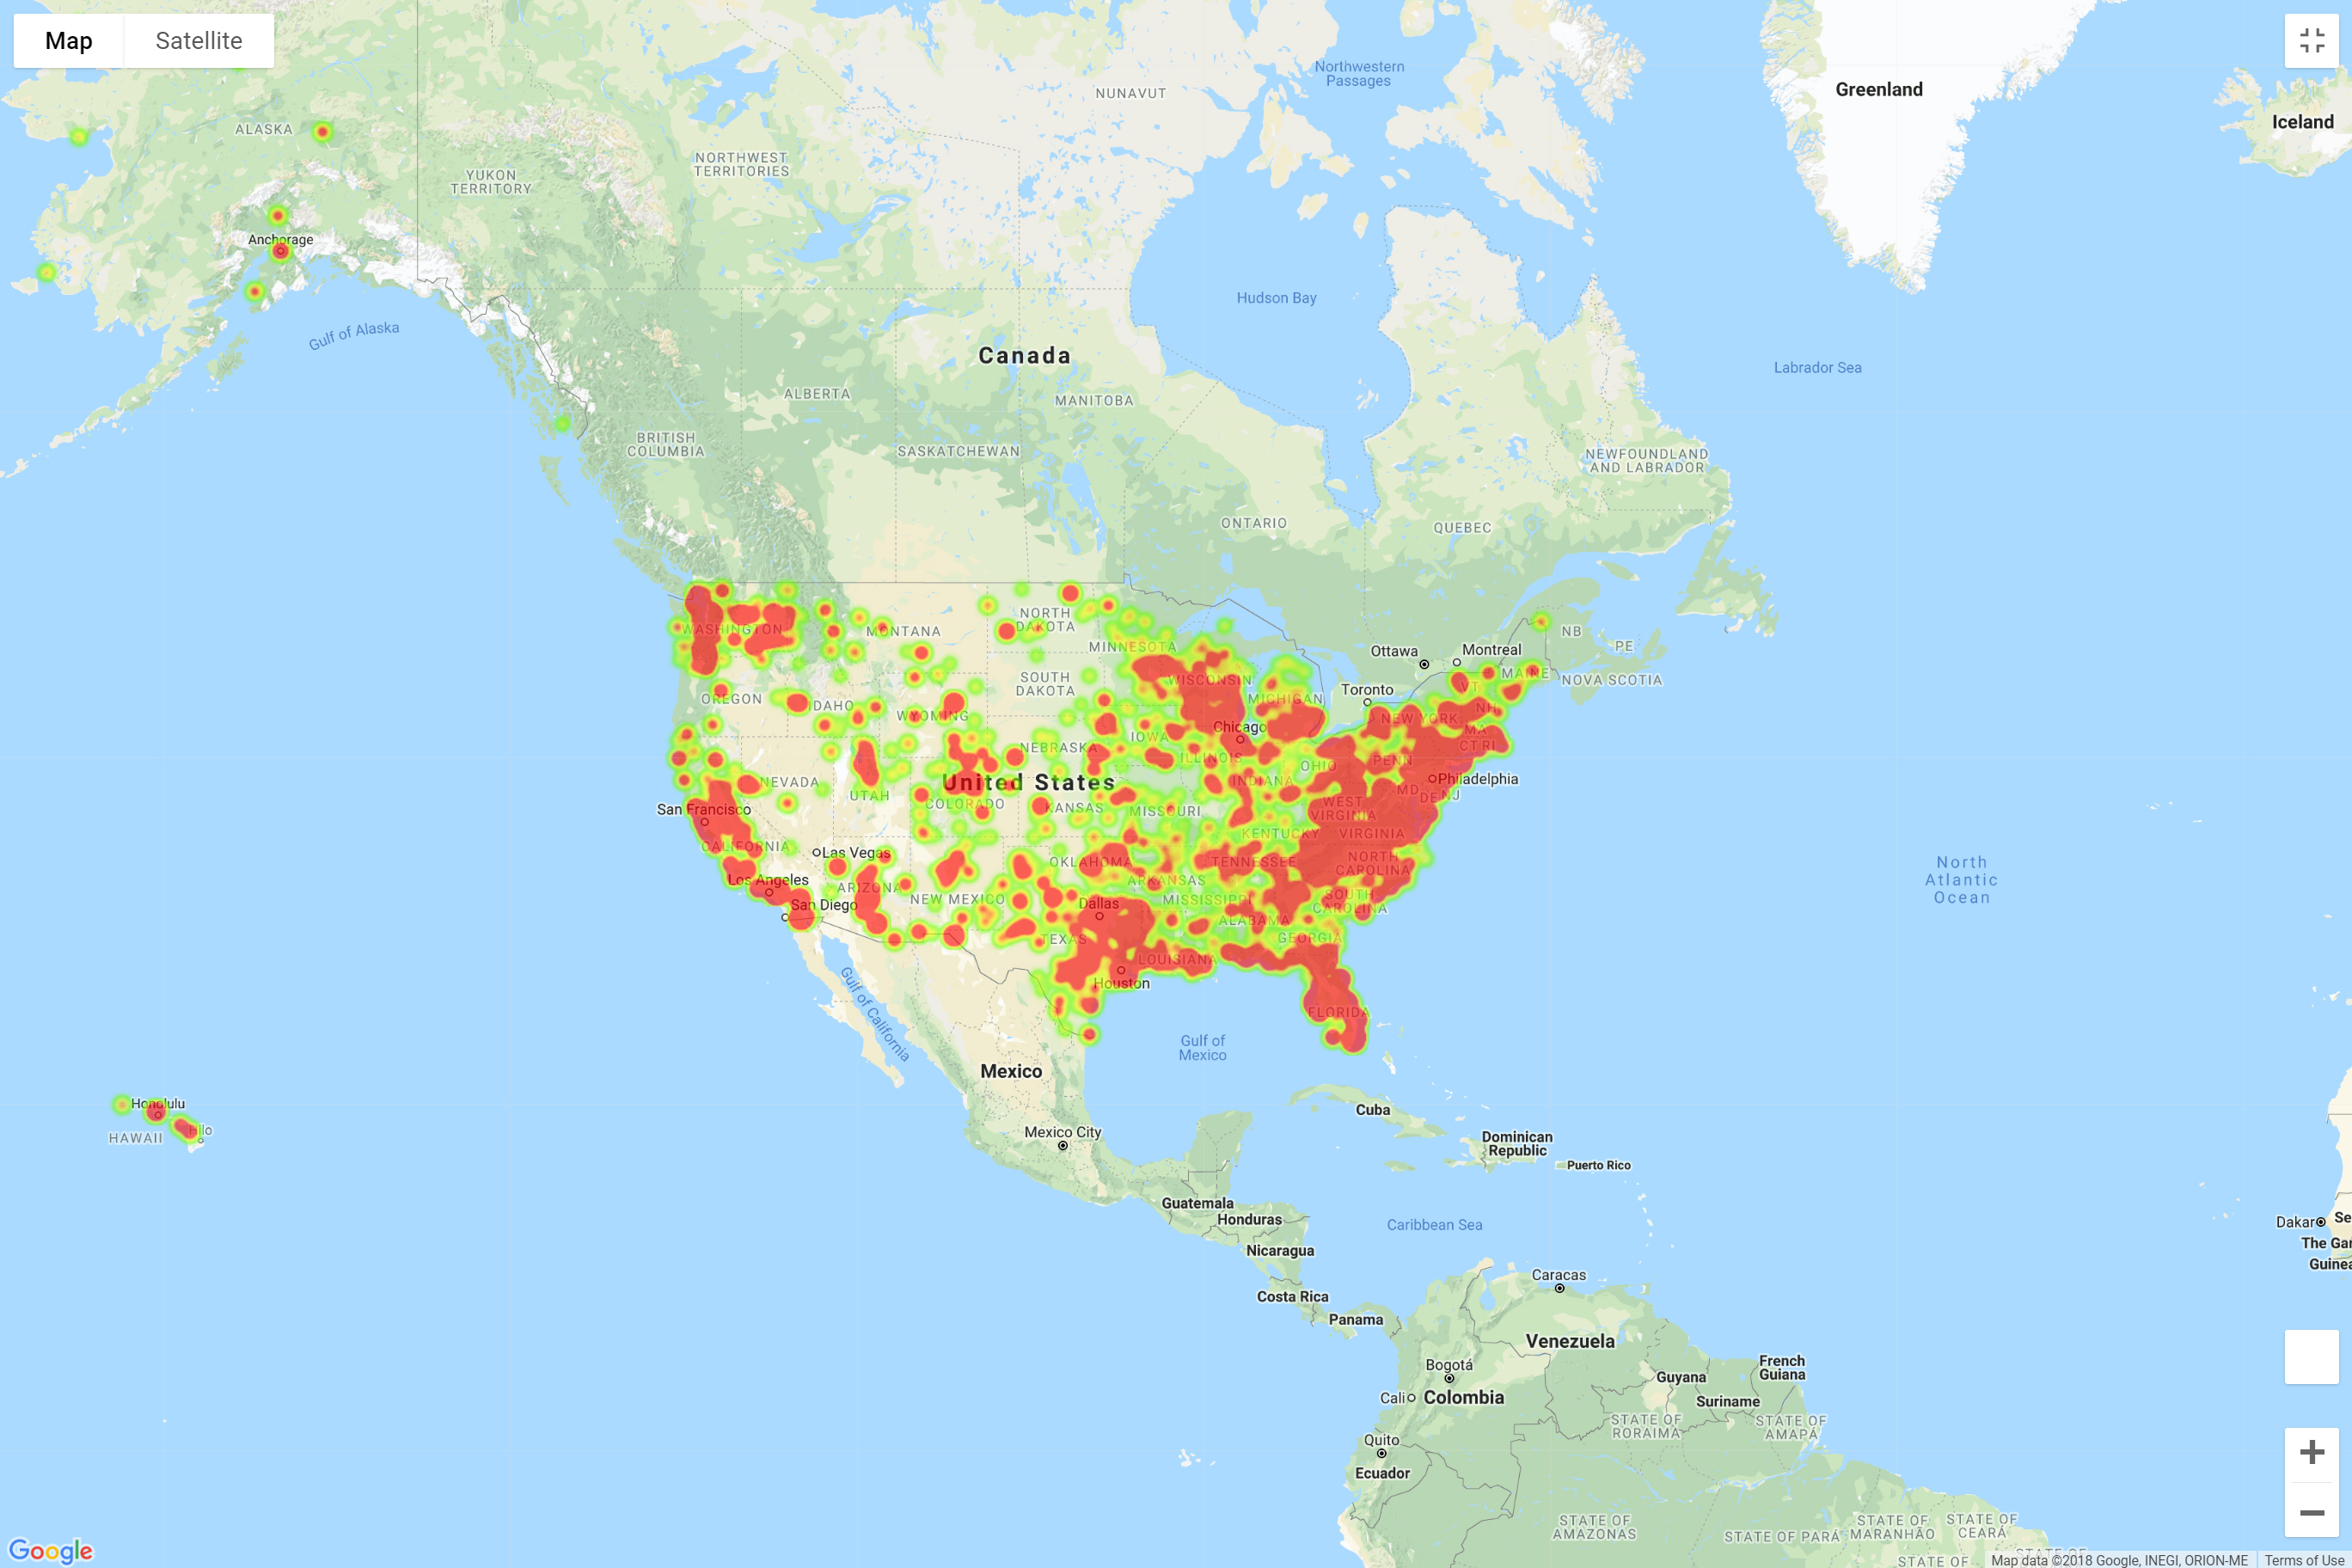 Map Satellite
Northwestern
Passages
Greenland
NUNAVUT
Iceland
ALASKA
NORTHWEST
TERRITORIES
YUKON
TERRITORY
Anchorage
Hudson Bay
Gulf of Alaska
Canada
Labrador Sea
ALBERTA
MANITOBA
BRITISH
COLUMBIA
SASKATCHEWAN
NEWFOUNDLAND
AND LABRADOR
ONTARIO
QUEBEC
NORTH
DAKOTA
WASHINGTON
MONTANA
MINNESOTA
NB
PE
Ottawa
Montreal
NOVA SCOTIA
MAINE
SOUTH
DAKOTA
WISCONSIN
VT
Toronto
OREGON
IDAHO
MICHIGAN
WYOMING
NH
NEW YORK
Chicago
MA
IOWA
CT RI
NEBRASKA
ILLINOIS
PENN
OHIO
United States
NEVADA
INDIANA
Philadelphia
UTAH
MD
DE NJ
COLORADO
KANSAS
MISSOURI
WEST
VIRGINIA
San Francisco
KENTUCKY
VIRGINIA
CALIFORNIA
Las Vegas
OKLAHOMA
TENNESSEE
NORTH
CAROLINA
North
Atlantic
Ocean
Los Angeles
ARIZONA
ARKANSAS
NEW MEXICO
MISSISSIPPI
SOUTH
CAROLINA
San Diego
Dallas
ALABAMA
TEXAS
GEORGIA
LOUISIANA
Houston
Gulf of California
FLORIDA
Gulf of
Mexico
Mexico
Honolulu
Cuba
HAWAII
Hilo
Mexico City
Dominican
Republic
Puerto Rico
Guatemala
Honduras
Caribbean Sea
Dakar
Se
Nicaragua
The Gar
Guinea
Caracas
Costa Rica
Panama
Venezuela
Bogotá
Guyana
French
Guiana
Cali
Colombia
Suriname
STATE OF
RORAIMA
STATE OF
AMAPÁ
Quito
Ecuador
STATE OF
AMAZONAS
STATE OF PARÁ
STATE OF
MARANHÃO
STATE OF
CEARÁ
STATE OF
Google
Map data ©2018 Google, INEGI, ORION-ME
Terms of Use